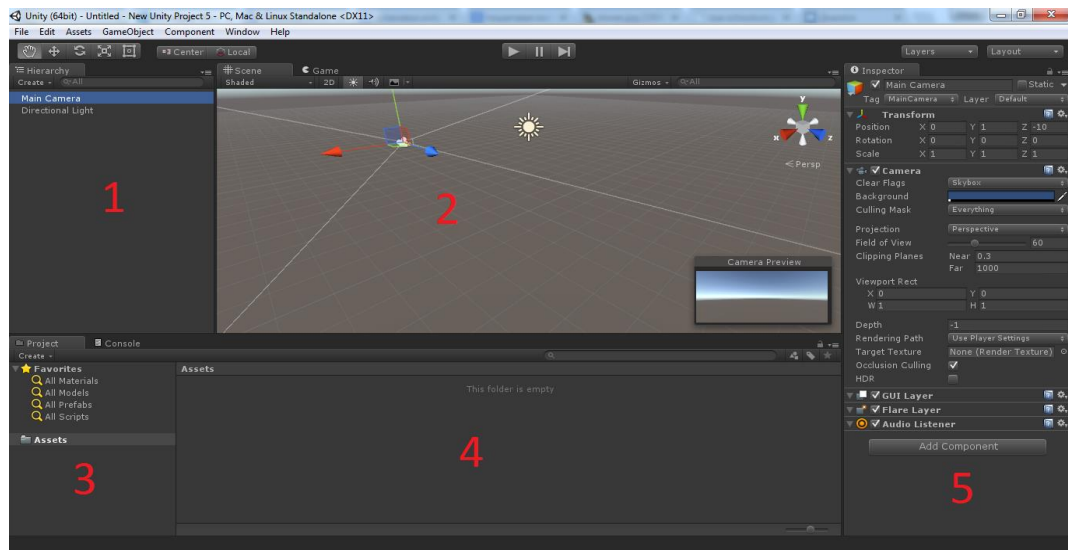 Unity (64bit) - Untitled - New Unity Project 5 - PC, Mac & Linux Standalone <DX11>
File Edit Assets GameObject Component Window Help
Center Local Layers Layout
Hierarchy
Create All
Main Camera
Directional Light
1
Scene Game
Shaded 2D Gizmos All
y
x z
Persp
2
Camera Preview
Project Console
Create
Favorites
All Materials
All Models
All Prefabs
All Scripts
Assets
3
Assets
This folder is empty
4
Inspector
Main Camera Static
Tag MainCamera Layer Default
Transform
Position X 0 Y 1 Z -10
Rotation X 0 Y 0 Z 0
Scale X 1 Y 1 Z 1
Camera
Clear Flags Skybox
Background
Culling Mask Everything
Projection Perspective
Field of View 60
Clipping Planes Near 0.3
Far 1000
Viewport Rect
X 0 Y 0
W 1 H 1
Depth -1
Rendering Path Use Player Settings
Target Texture None (Render Texture)
Occlusion Culling
HDR
GUI Layer
Flare Layer
Audio Listener
Add Component
5